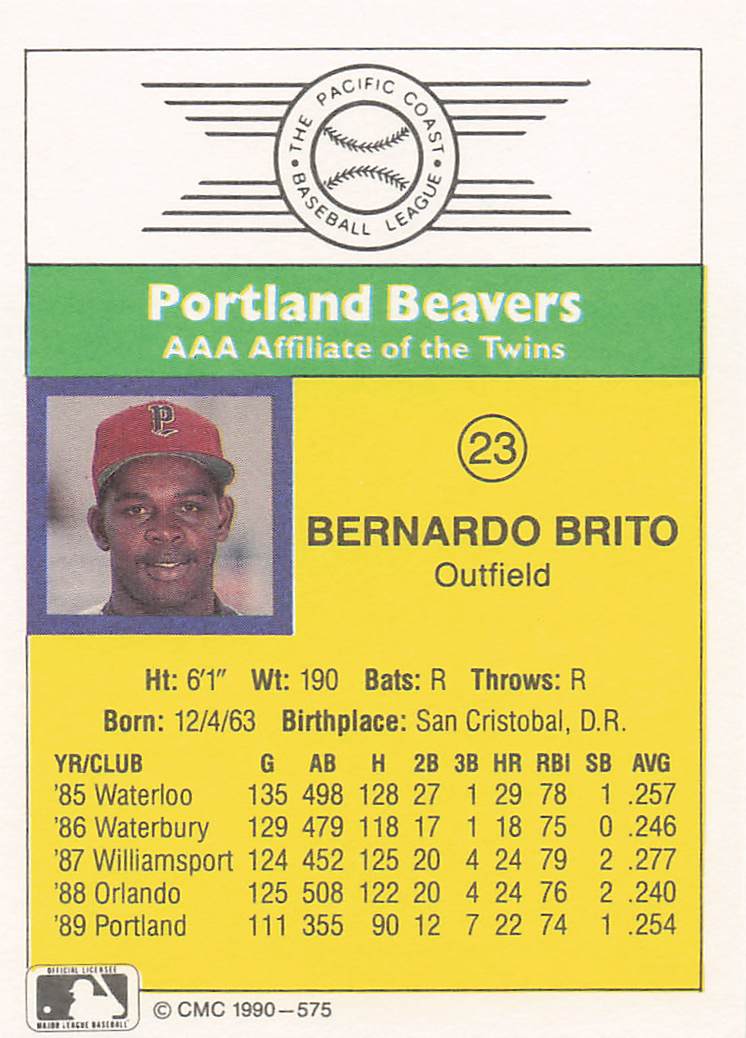 THE PACIFIC COAST
BASEBALL LEAGUE
Portland Beavers
AAA Affiliate of the Twins
P
23
BERNARDO BRITO
Outfield
Ht: 6'1" Wt: 190 Bats: R Throws: R
Born: 12/4/63 Birthplace: San Cristobal, D.R.
YR/CLUB G AB H 2B 3B HR RBI SB AVG
'85 Waterloo 135 498 128 27 1 29 78 1 .257
'86 Waterbury 129 479 118 17 1 18 75 0 .246
'87 Williamsport 124 452 125 20 4 24 79 2 .277
'88 Orlando 125 508 122 20 4 24 76 2 .240
'89 Portland 111 355 90 12 7 22 74 1 .254
OFFICIAL LICENSEE
MAJOR LEAGUE BASEBALL
© CMC 1990–575